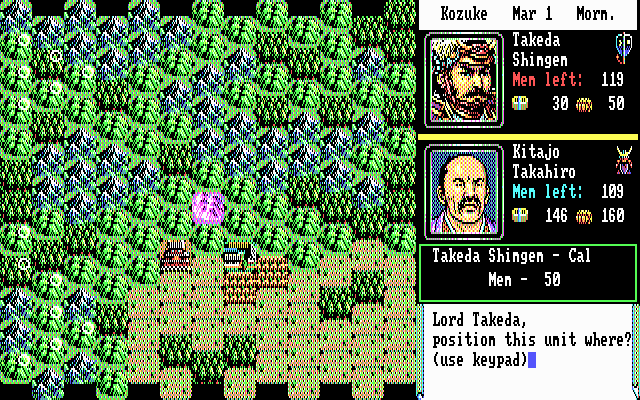 Kozuke Mar 1 Morn.
Takeda
Shingen
Men left: 119
30 50
Kitajo
Takahiro
Men left: 109
146 160
Takeda Shingen - Cal
Men - 50
Lord Takeda,
position this unit where?
(use keypad)